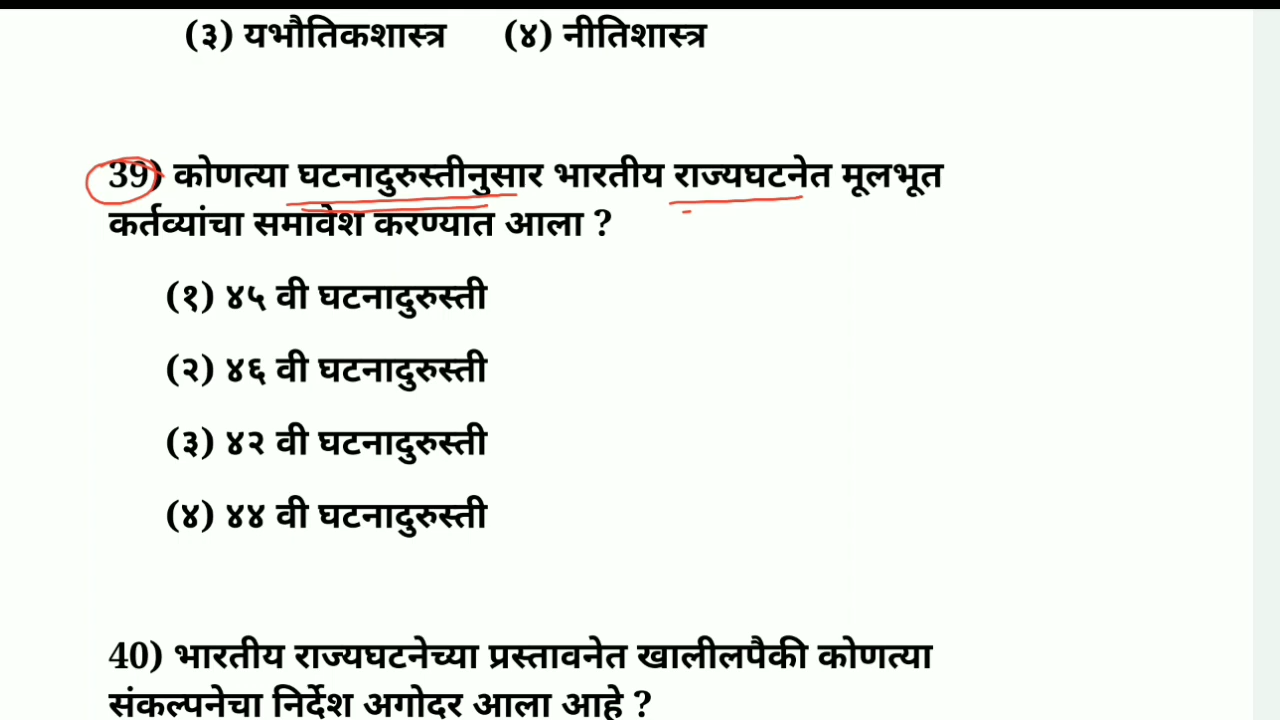 (३) यभौतिकशास्त्र (४) नीतिशास्त्र
39) कोणत्या घटनादुरुस्तीनुसार भारतीय राज्यघटनेत मूलभूत
कर्तव्यांचा समावेश करण्यात आला ?
(१) ४५ वी घटनादुरुस्ती
(२) ४६ वी घटनादुरुस्ती
(३) ४२ वी घटनादुरुस्ती
(४) ४४ वी घटनादुरुस्ती
40) भारतीय राज्यघटनेच्या प्रस्तावनेत खालीलपैकी कोणत्या
संकल्पनेचा निर्देश अगोदर आला आहे ?